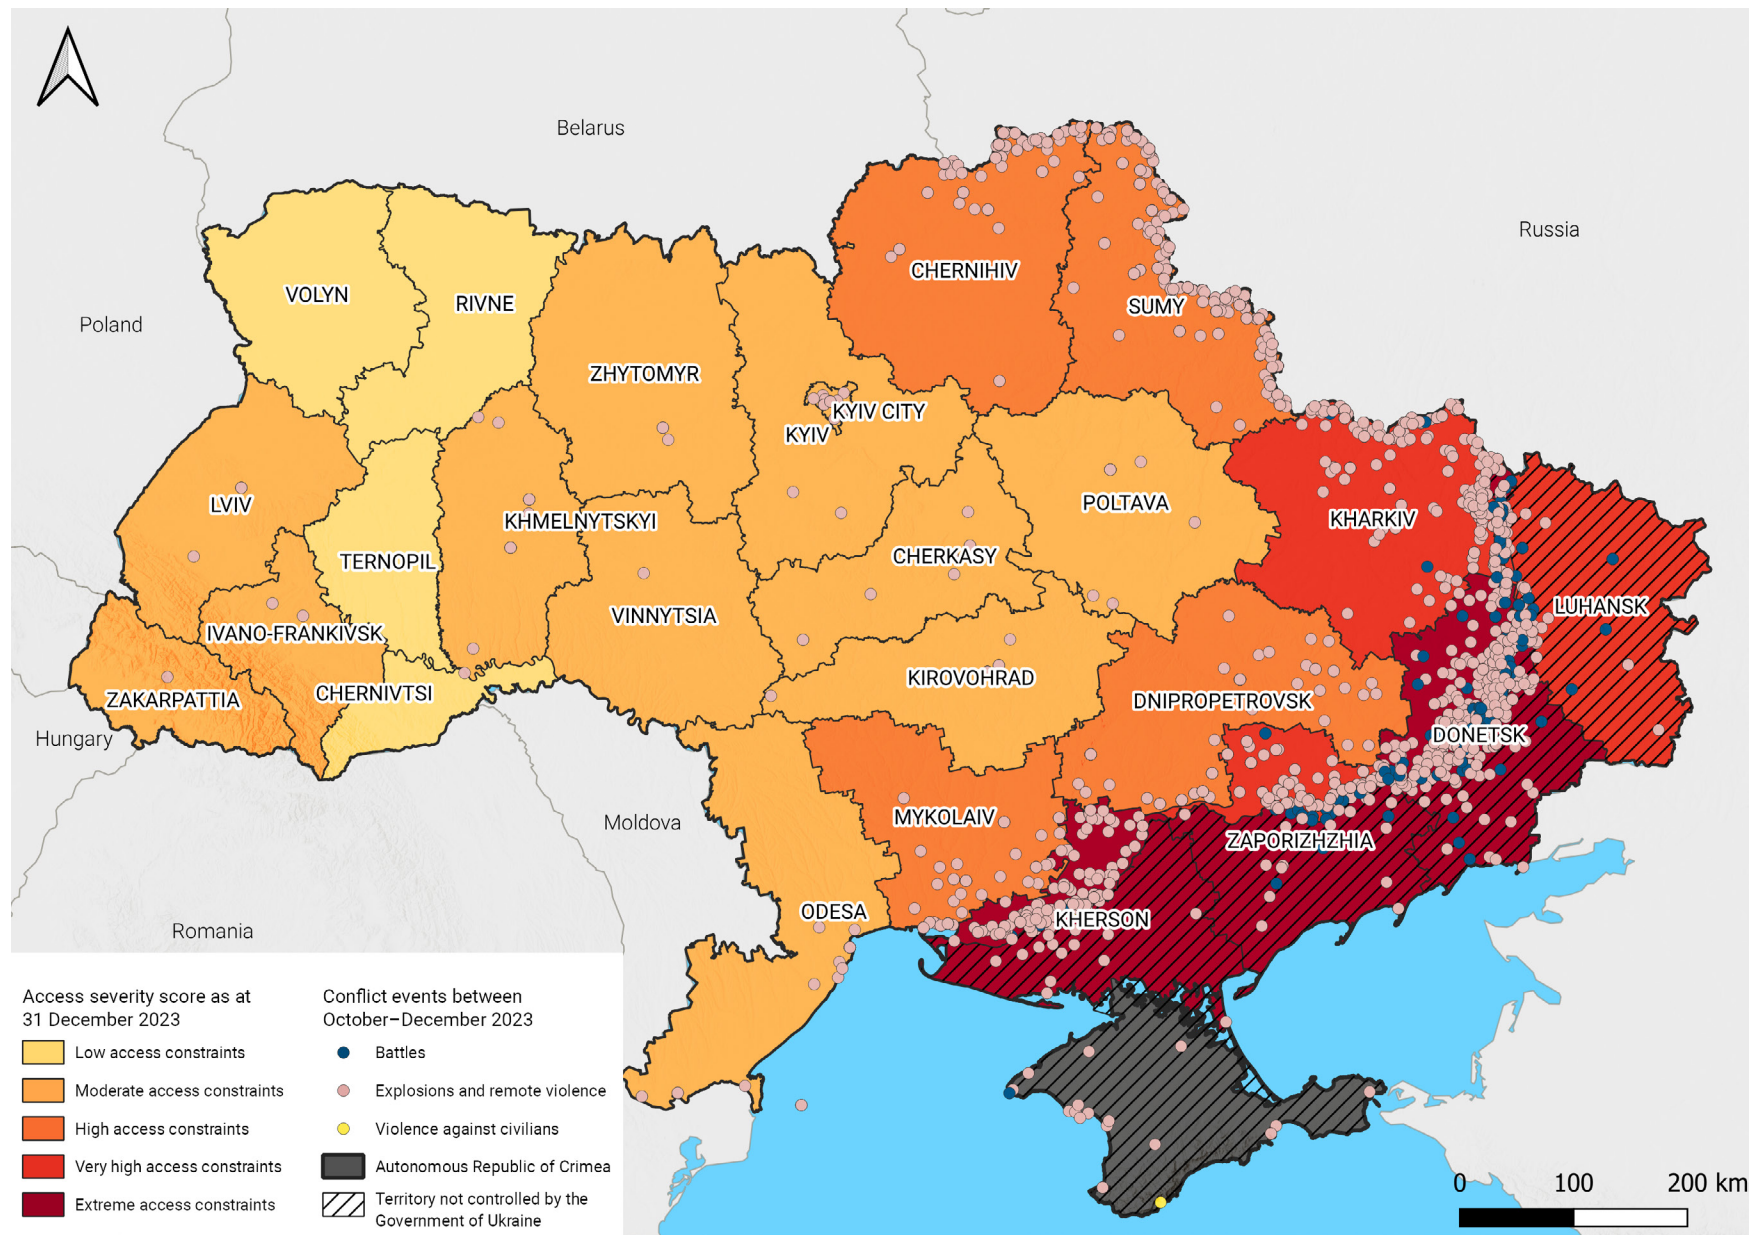 Belarus
Russia
CHERNIHIV
VOLYN
RIVNE
SUMY
Poland
ZHYTOMYR
KYIV CITY
KYIV
LVIV
POLTAVA
KHMELNYTSKYI
KHARKIV
TERNOPIL
CHERKASY
LUHANSK
VINNYTSIA
IVANO-FRANKIVSK
KIROVOHRAD
CHERNIVTSI
ZAKARPATTIA
DNIPROPETROVSK
Hungary
DONETSK
Moldova
MYKOLAIV
ZAPORIZHZHIA
ODESA
KHERSON
Romania
Access severity score as at
31 December 2023
Low access constraints
Moderate access constraints
High access constraints
Very high access constraints
Extreme access constraints
Conflict events between
October–December 2023
Battles
Explosions and remote violence
Violence against civilians
Autonomous Republic of Crimea
Territory not controlled by the
Government of Ukraine
0 100 200 km